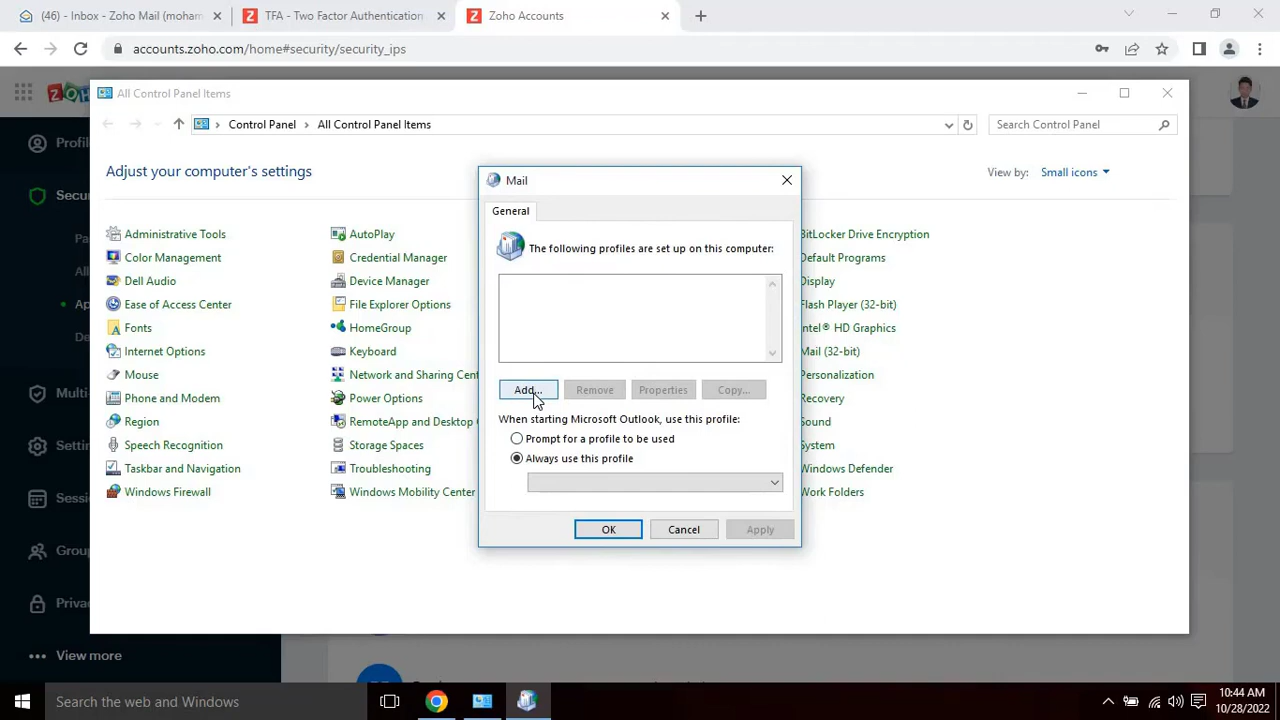 (46) - Inbox - Zoho Mail (moham
TFA - Two Factor Authentication
Zoho Accounts
accounts.zoho.com/home#security/security_ips
All Control Panel Items
Control Panel > All Control Panel Items
Search Control Panel
Profil
Adjust your computer's settings
View by: Small icons
Mail
Secu
General
Administrative Tools
AutoPlay
BitLocker Drive Encryption
The following profiles are set up on this computer:
Color Management
Credential Manager
Default Programs
Dell Audio
Device Manager
Display
Ease of Access Center
File Explorer Options
Flash Player (32-bit)
Fonts
HomeGroup
Intel® HD Graphics
Internet Options
Keyboard
Mail (32-bit)
Mouse
Network and Sharing Cent
Personalization
Add...
Remove
Properties
Copy...
Multi
Phone and Modem
Power Options
Recovery
When starting Microsoft Outlook, use this profile:
Region
RemoteApp and Desktop
Sound
Prompt for a profile to be used
Setti
Speech Recognition
Storage Spaces
System
Always use this profile
Taskbar and Navigation
Troubleshooting
Windows Defender
Sessi
Windows Firewall
Windows Mobility Center
Work Folders
OK
Cancel
Apply
Group
Priva
View more
Search the web and Windows
10:44 AM
10/28/2022